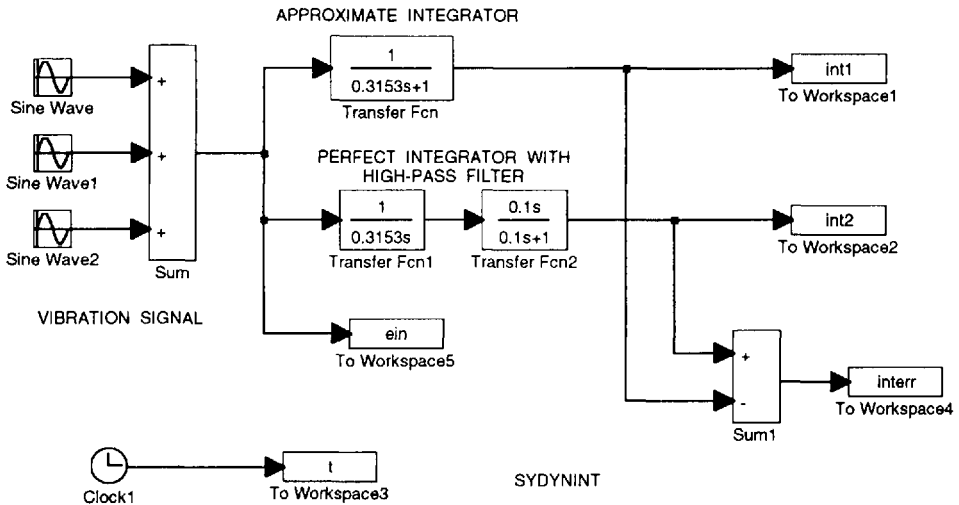 APPROXIMATE INTEGRATOR
+
Sine Wave
1
0.3153s+1
Transfer Fcn
int1
To Workspace1
+
Sine Wave1
PERFECT INTEGRATOR WITH
HIGH-PASS FILTER
+
Sine Wave2
Sum
1
0.3153s
Transfer Fcn1
0.1s
0.1s+1
Transfer Fcn2
int2
To Workspace2
VIBRATION SIGNAL
ein
To Workspace5
+
-
Sum1
interr
To Workspace4
Clock1
t
To Workspace3
SYDYNINT